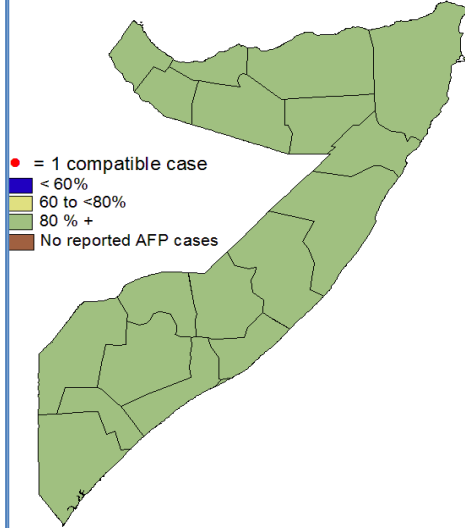 = 1 compatible case
< 60%
60 to <80%
80 % +
No reported AFP cases